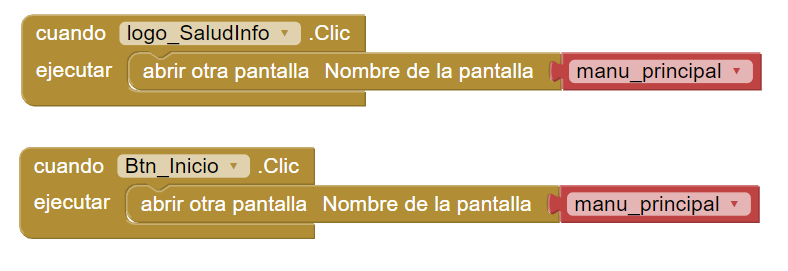 cuando logo_SaludInfo .Clic
ejecutar abrir otra pantalla Nombre de la pantalla manu_principal
cuando Btn_Inicio .Clic
ejecutar abrir otra pantalla Nombre de la pantalla manu_principal